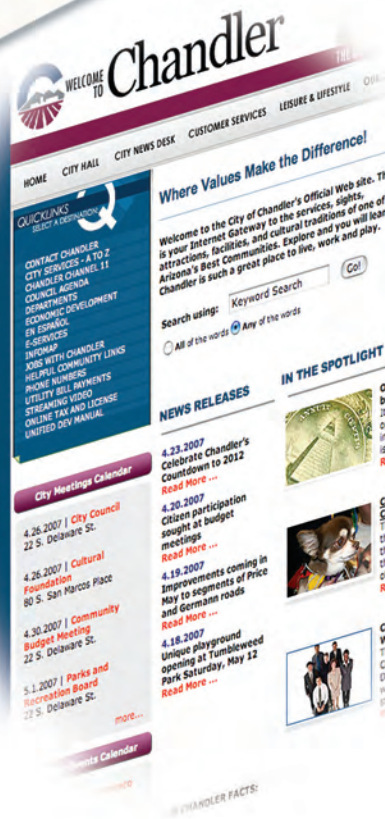 WELCOME TO Chandler
THE
HOME CITY HALL CITY NEWS DESK CUSTOMER SERVICES LEISURE & LIFESTYLE OUR
QUICKLINKS
SELECT A DESTINATION:
CONTACT CHANDLER
CITY SERVICES - A TO Z
CHANDLER CHANNEL 11
COUNCIL AGENDA
DEPARTMENTS
ECONOMIC DEVELOPMENT
EN ESPAÑOL
E-SERVICES
INFOMAP
JOBS WITH CHANDLER
HELPFUL COMMUNITY LINKS
PHONE NUMBERS
UTILITY BILL PAYMENTS
STREAMING VIDEO
ONLINE TAX AND LICENSE
UNIFIED DEV MANUAL
City Meetings Calendar
4.26.2007 | City Council
22 S. Delaware St.
4.26.2007 | Cultural
Foundation
80 S. San Marcos Place
4.30.2007 | Community
Budget Meeting
22 S. Delaware St.
5.1.2007 | Parks and
Recreation Board
22 S. Delaware St.
more...
Events Calendar
Where Values Make the Difference!
Welcome to the City of Chandler's Official Web site. Th
is your Internet Gateway to the services, sights,
attractions, facilities, and cultural traditions of one of
Arizona's Best Communities. Explore and you will lear
Chandler is such a great place to live, work and play.
Search using: Keyword Search Go!
All of the words Any of the words
NEWS RELEASES
4.23.2007
Celebrate Chandler's
Countdown to 2012
Read More ...
4.20.2007
Citizen participation
sought at budget
meetings
Read More ...
4.19.2007
Improvements coming in
May to segments of Price
and Germann roads
Read More ...
4.18.2007
Unique playground
opening at Tumbleweed
Park Saturday, May 12
Read More ...
IN THE SPOTLIGHT
CHANDLER FACTS: